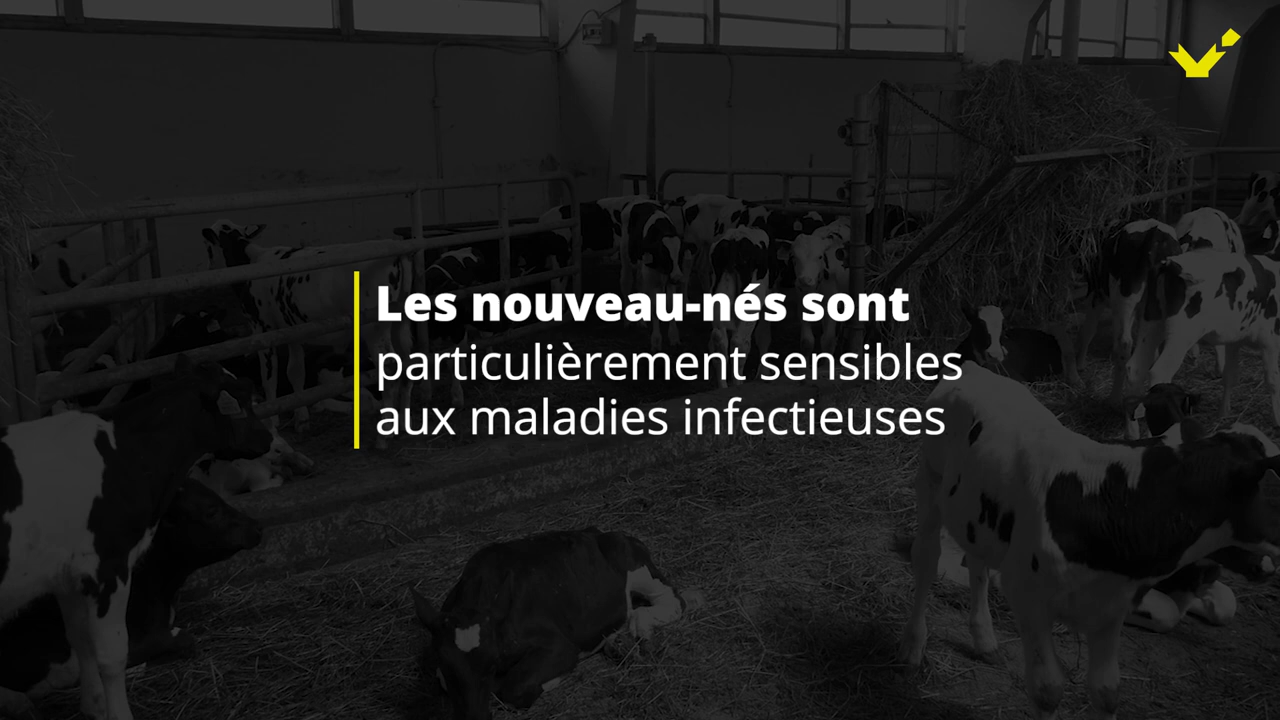 Les nouveau-nés sont
particulièrement sensibles
aux maladies infectieuses